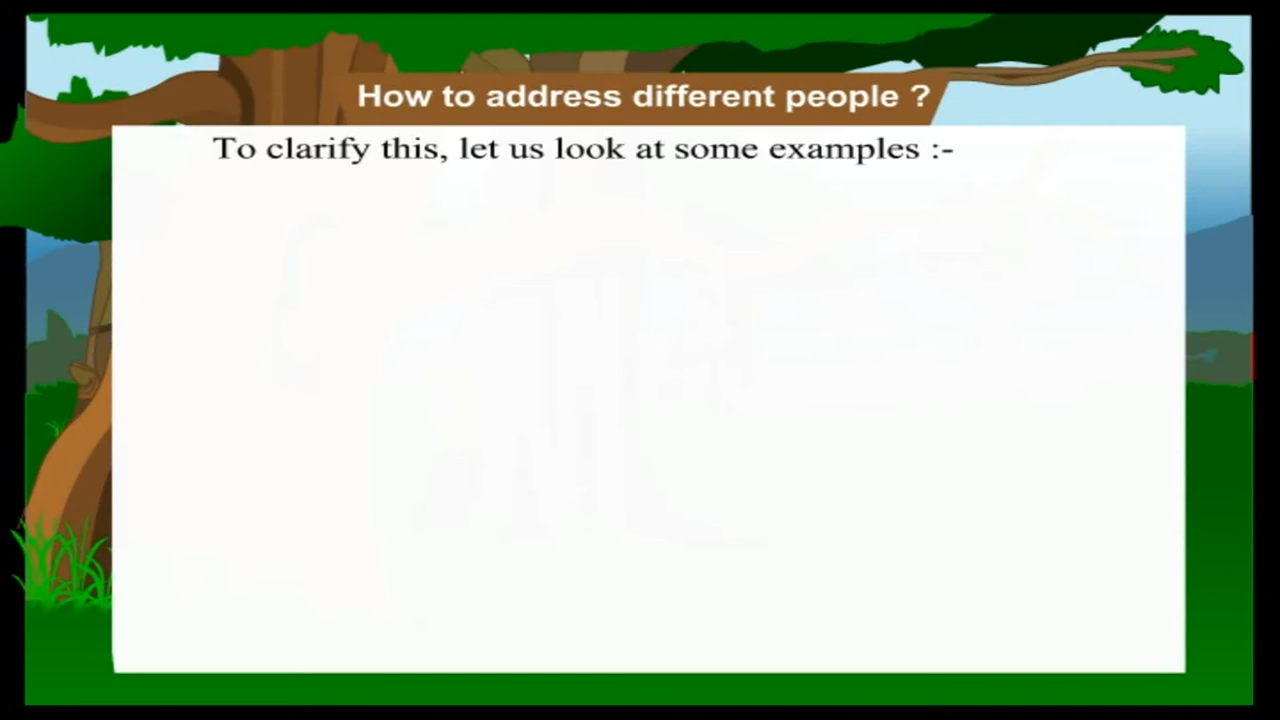 How to address different people ?
To clarify this, let us look at some examples :-